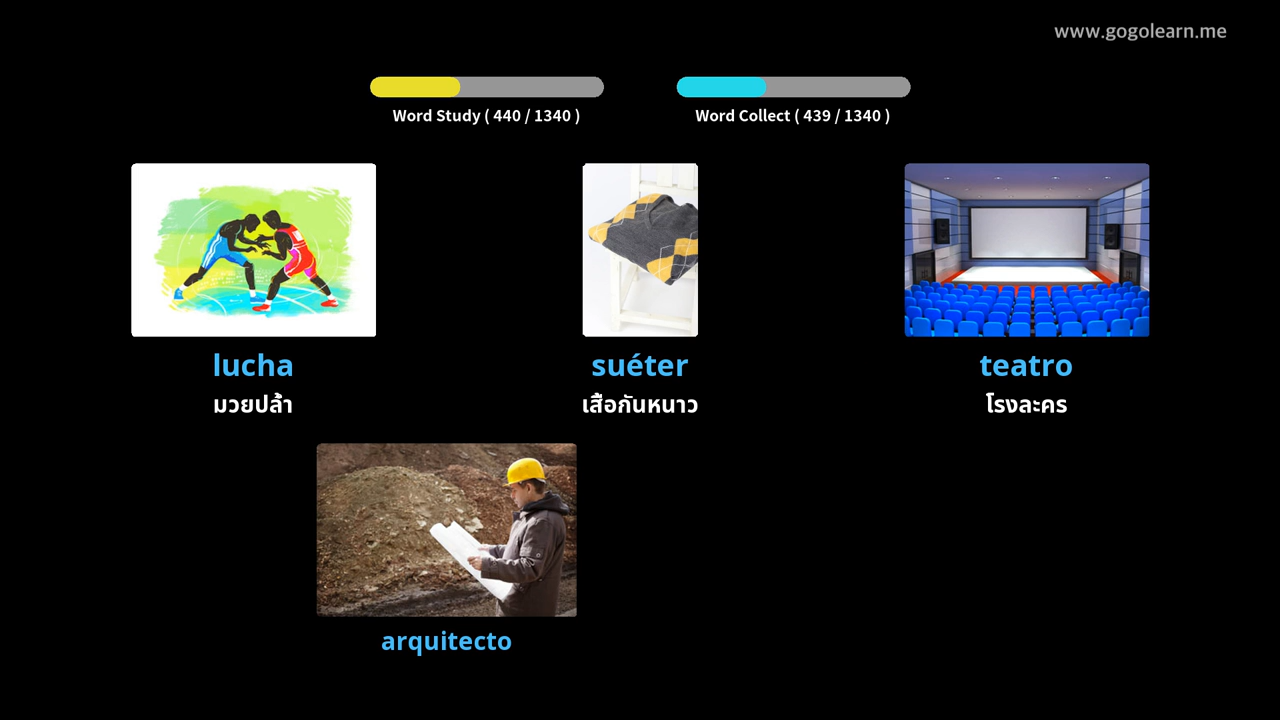 www.gogolearn.me
Word Study ( 440 / 1340 )
Word Collect ( 439 / 1340 )
lucha
suéter
teatro
มวยปล้ำ
เสื้อกันหนาว
โรงละคร
arquitecto